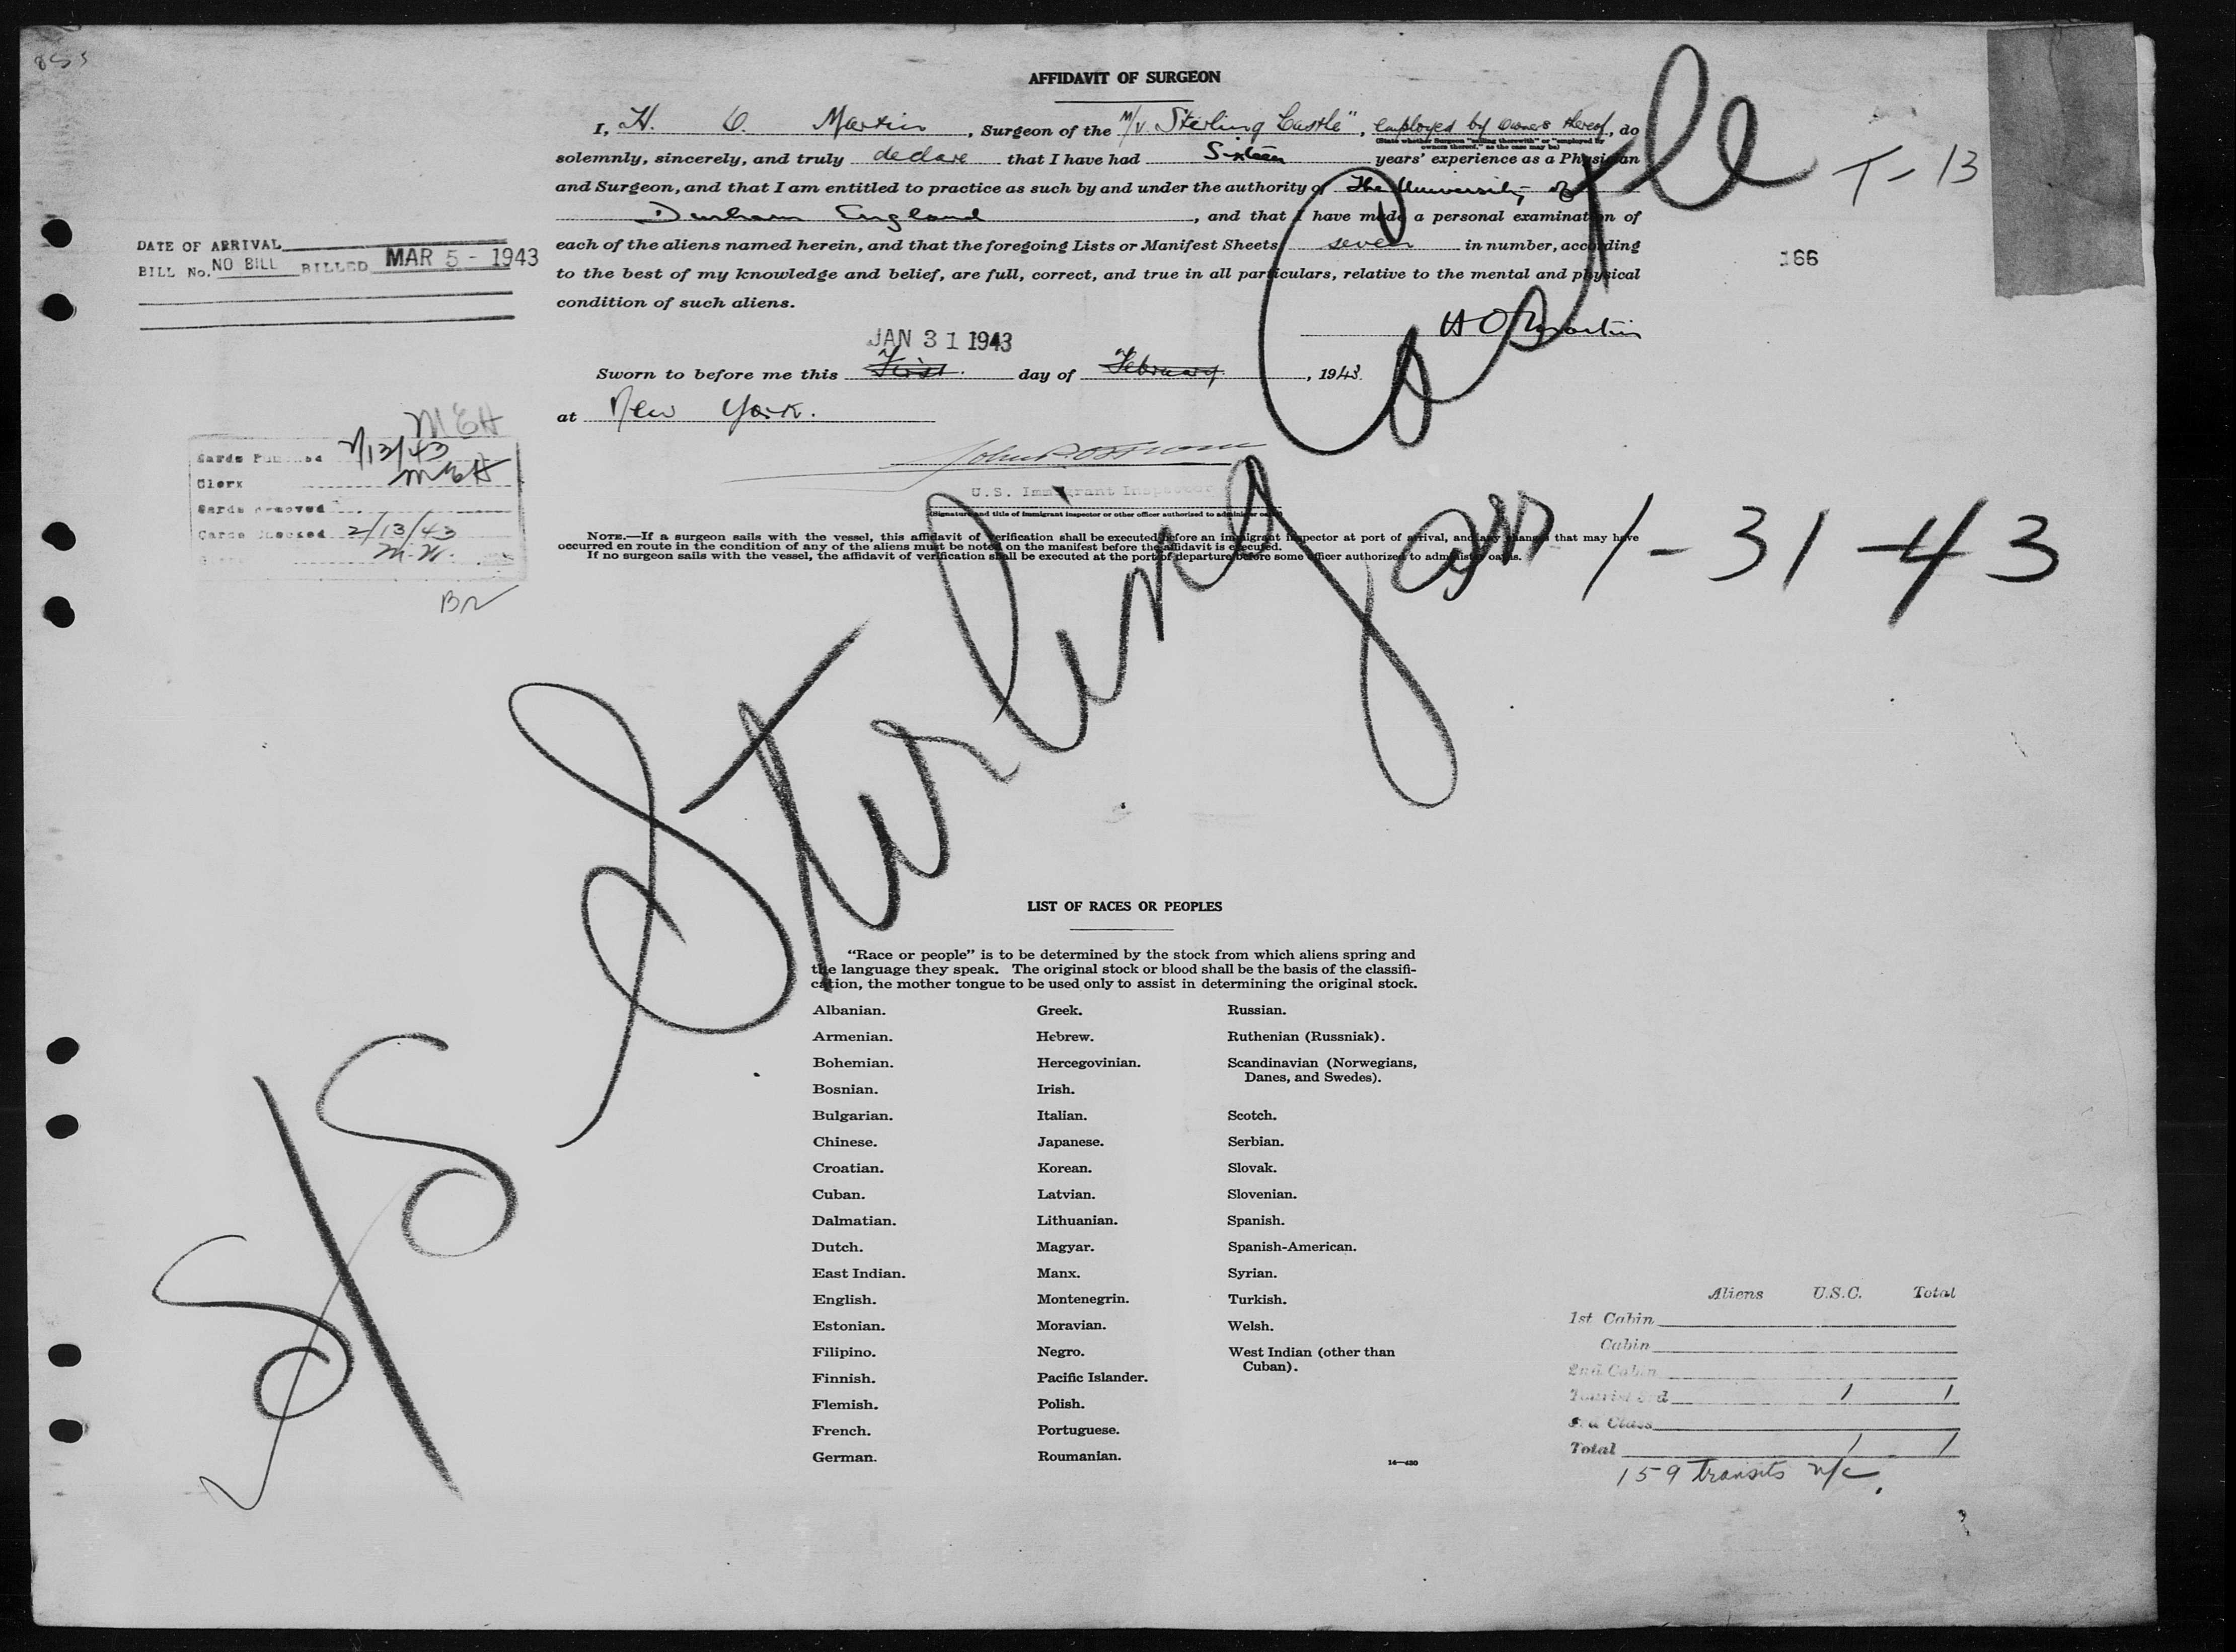 855
AFFIDAVIT OF SURGEON
I, H. O. Martin, Surgeon of the M/V. Sterling Castle", employed by owners thereof, do
(State whether Surgeon "sailing therewith" or "employed by owners thereof," as the case may be)
solemnly, sincerely, and truly declare that I have had Sixteen years' experience as a Physician
and Surgeon, and that I am entitled to practice as such by and under the authority of The University of
Durham England, and that I have made a personal examination of
each of the aliens named herein, and that the foregoing Lists or Manifest Sheets, seven in number, according
to the best of my knowledge and belief, are full, correct, and true in all particulars, relative to the mental and physical
condition of such aliens.
H O Martin
T-13
166
DATE OF ARRIVAL
BILL No. NO BILL BILLED MAR 5 - 1943
JAN 31 1943
Sworn to before me this First day of February, 1943.
at New York.
U.S. Immigrant Inspector
(Signature and title of immigrant inspector or other officer authorized to administer oaths.)
MEH
Cards Punched 2/13/43
Clerk MEH
Cards removed
Cards checked 2/13/43
M.W.
NOTE.—If a surgeon sails with the vessel, this affidavit of verification shall be executed before an immigrant inspector at port of arrival, and any changes that may have
occurred en route in the condition of any of the aliens must be noted on the manifest before the affidavit is executed.
If no surgeon sails with the vessel, the affidavit of verification shall be executed at the port of departure before some officer authorized to administer oaths.
S/S Sterling Castle
arr 1-31-43
LIST OF RACES OR PEOPLES
"Race or people" is to be determined by the stock from which aliens spring and
the language they speak. The original stock or blood shall be the basis of the classifi-
cation, the mother tongue to be used only to assist in determining the original stock.
Albanian. Greek. Russian.
Armenian. Hebrew. Ruthenian (Russniak).
Bohemian. Hercegovinian. Scandinavian (Norwegians,
Danes, and Swedes).
Bosnian. Irish.
Bulgarian. Italian. Scotch.
Chinese. Japanese. Serbian.
Croatian. Korean. Slovak.
Cuban. Latvian. Slovenian.
Dalmatian. Lithuanian. Spanish.
Dutch. Magyar. Spanish-American.
East Indian. Manx. Syrian.
English. Montenegrin. Turkish.
Estonian. Moravian. Welsh.
Filipino. Negro. West Indian (other than
Cuban).
Finnish. Pacific Islander.
Flemish. Polish.
French. Portuguese.
German. Roumanian.
14—430
Aliens U.S.C. Total
1st Cabin
Cabin
2nd Cabin
Tourist 3rd 1 1
3rd Class
Total 1 1
159 transits n/c.